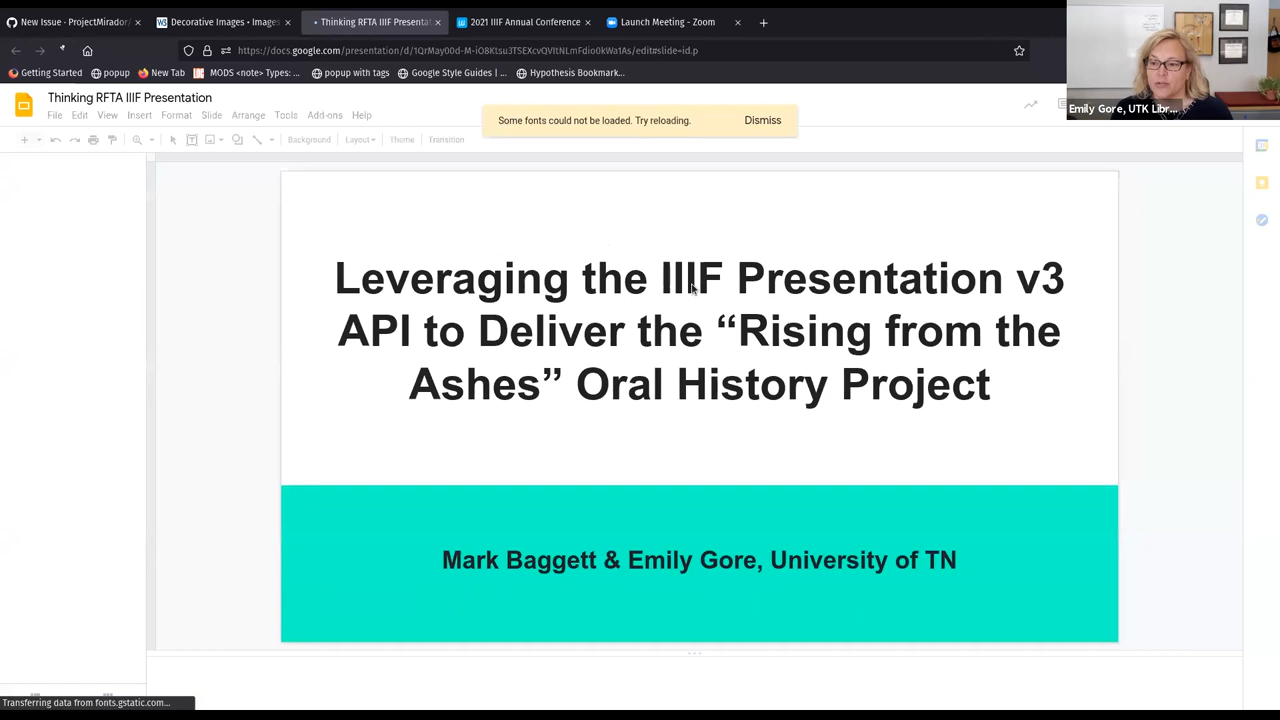 New Issue · ProjectMirador/
Decorative Images • Images
Thinking RFTA IIIF Presentat
2021 IIIF Annual Conference
Launch Meeting - Zoom
https://docs.google.com/presentation/d/
Getting Started
popup
New Tab
MODS <note> Types: ...
popup with tags
Google Style Guides | ...
Hypothesis Bookmark...
Thinking RFTA IIIF Presentation
File Edit View Insert Format Slide Arrange Tools Add-ons Help
Some fonts could not be loaded. Try reloading. Dismiss
Emily Gore, UTK Libr...
Background Layout Theme Transition
Leveraging the IIIF Presentation v3
API to Deliver the “Rising from the
Ashes” Oral History Project
Mark Baggett & Emily Gore, University of TN
Transferring data from fonts.gstatic.com...